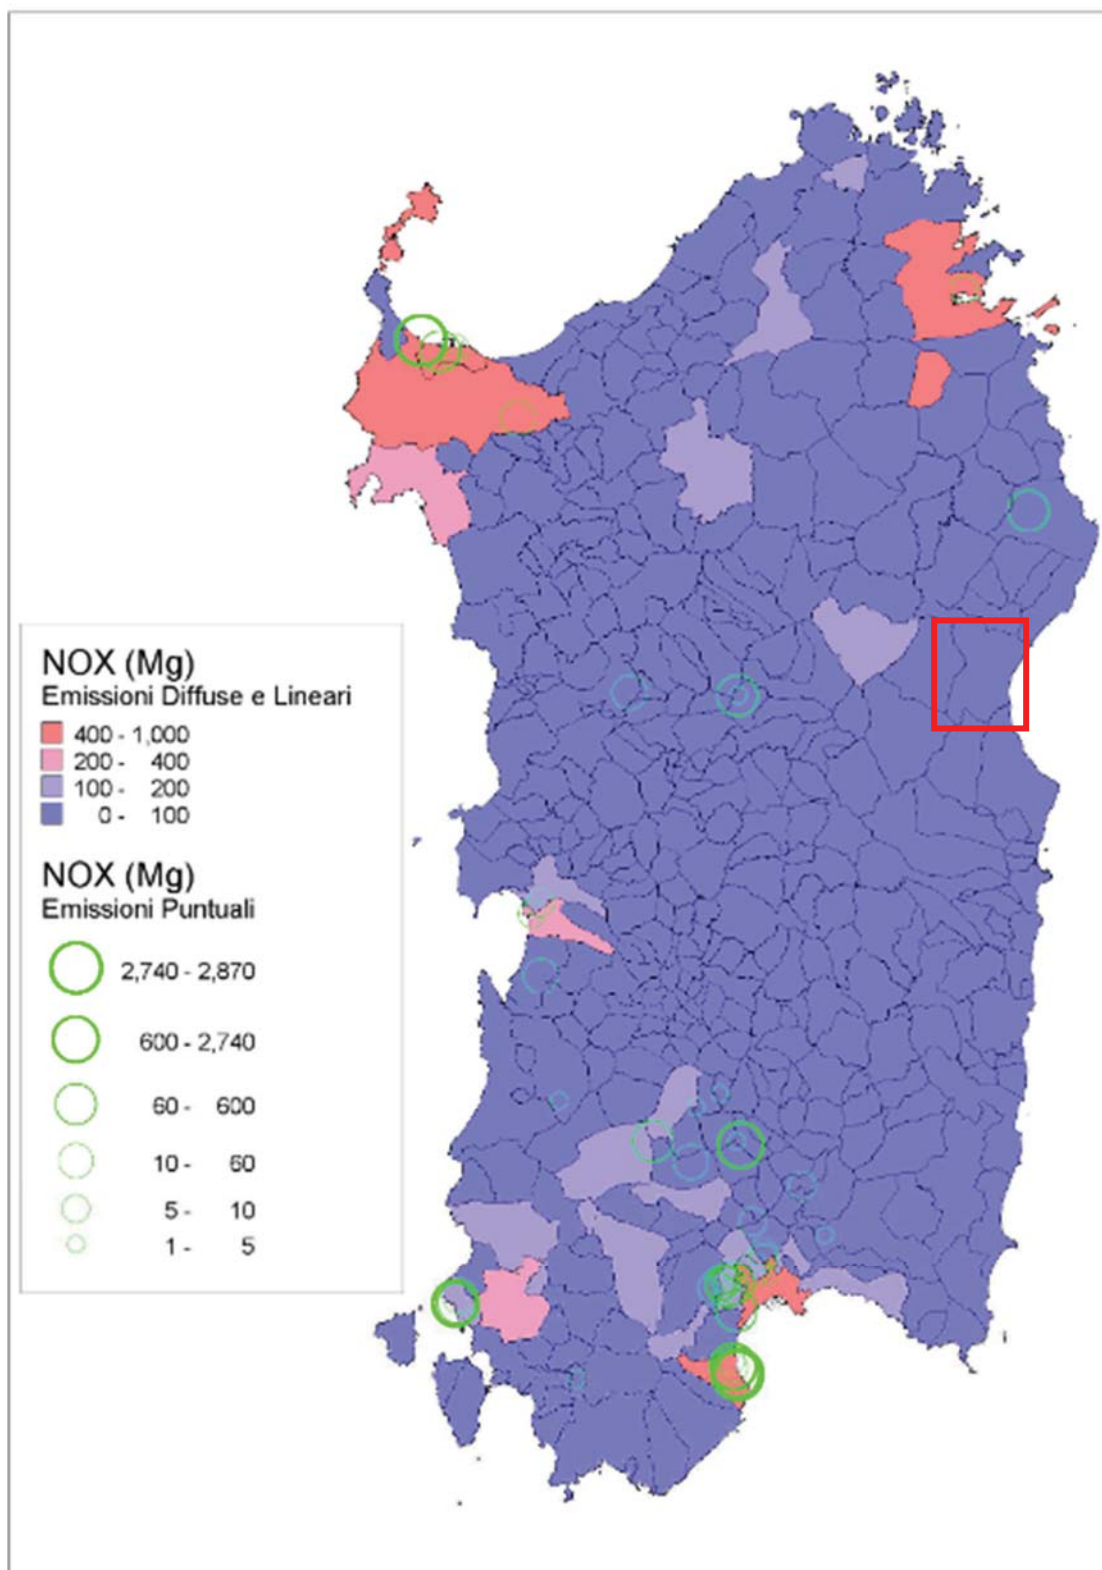 NOX (Mg)
Emissioni Diffuse e Lineari
400 - 1,000
200 - 400
100 - 200
0 - 100
NOX (Mg)
Emissioni Puntuali
2,740 - 2,870
600 - 2,740
60 - 600
10 - 60
5 - 10
1 - 5